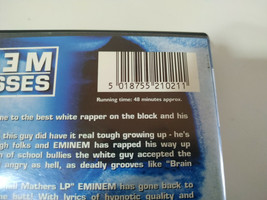 EM
SSES
5 018755 210211
Running time: 48 minutes approx.
me to the best white rapper on the block and his
this guy did have it real tough growing up - he's
gh folks and EMINEM has rapped his way up
of school bullies the white guy accepted the
angry as hell, as deadly grooves like "Brain
Mathers LP" EMINEM has gone back to
With lyrics of hypnotic quality and